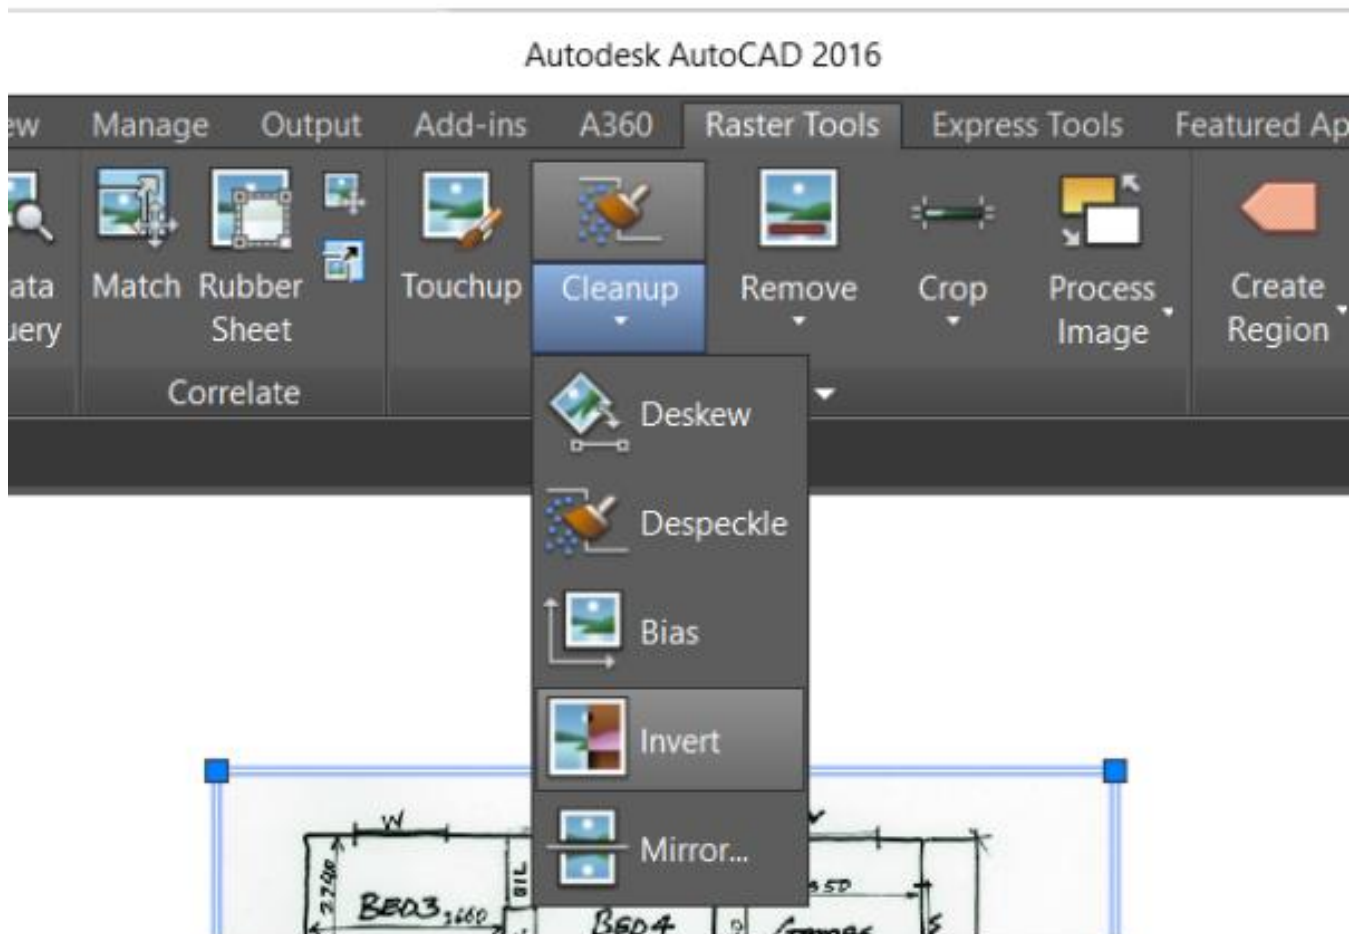 Autodesk AutoCAD 2016
Manage Output Add-ins A360 Raster Tools Express Tools Featured
Match Rubber Sheet Touchup Cleanup Remove Crop Process Image Create Region
Correlate
Deskew
Despeckle
Bias
Invert
Mirror...
W
BED3
BED4